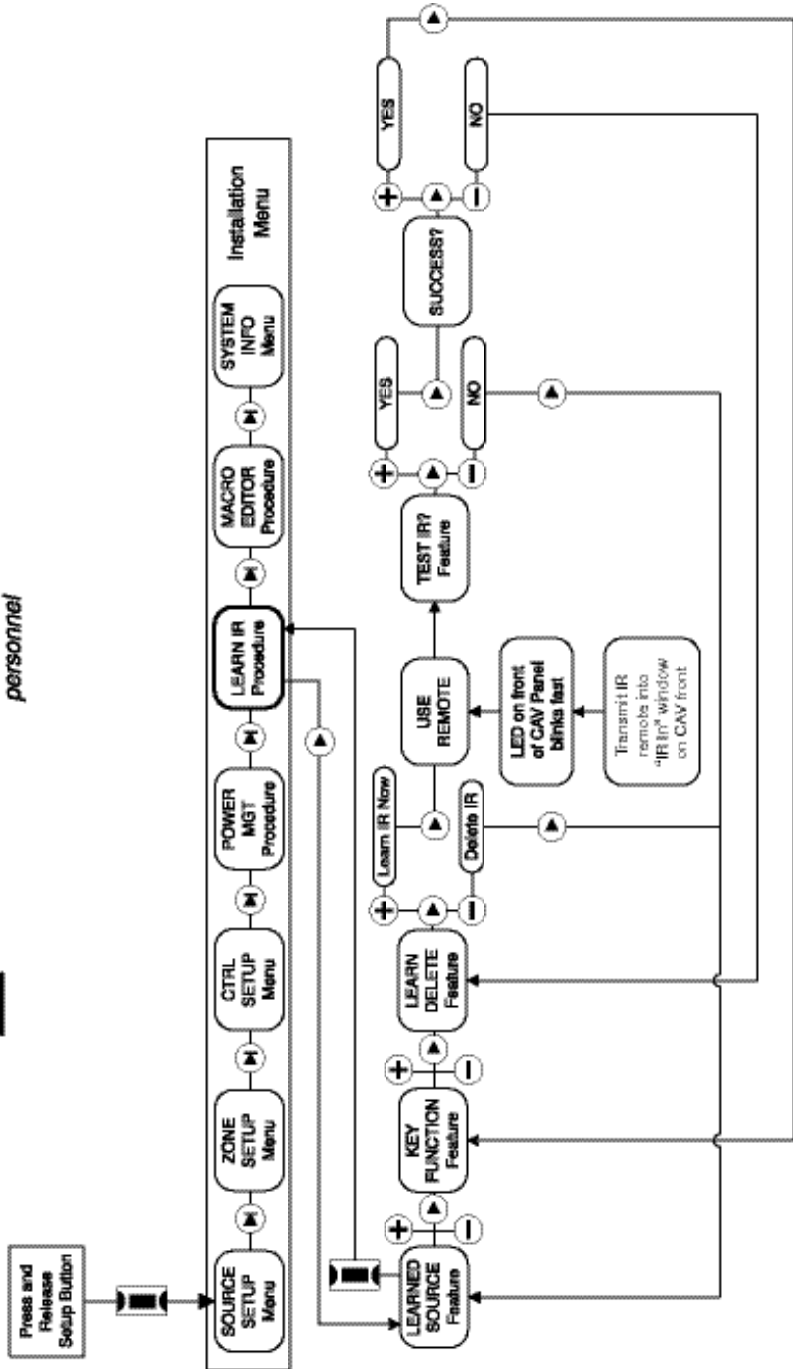 personnel
Press and
Release
Setup Button
Installation
Menu
SOURCE
SETUP
Menu
ZONE
SETUP
Menu
CTRL
SETUP
Menu
POWER
MGT
Procedure
LEARN IR
Procedure
MACRO
EDITOR
Procedure
SYSTEM
INFO
Menu
LEARNED
SOURCE
Feature
KEY
FUNCTION
Feature
LEARN
DELETE
Feature
Learn IR Now
Delete IR
USE
REMOTE
LED on front
of CAV Panel
blinks fast
Transmit IR
remote into
"IR In" window
on CAV front
TEST IR?
Feature
YES
NO
SUCCESS?
YES
NO